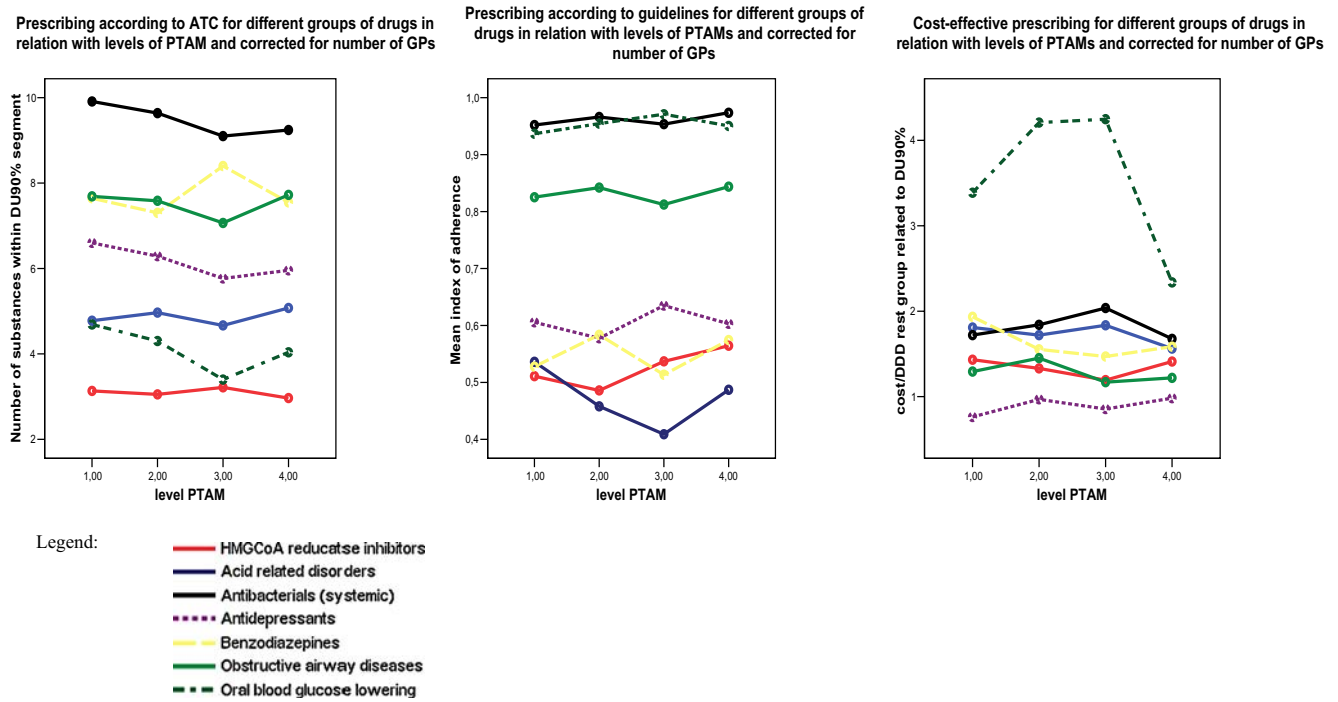 Prescribing according to ATC for different groups of drugs in
relation with levels of PTAM and corrected for number of GPs
Number of substances within DU90% segment
10
8
6
4
2
1,00 2,00 3,00 4,00
level PTAM
Prescribing according to guidelines for different groups of
drugs in relation with levels of PTAMs and corrected for
number of GPs
Mean index of adherence
1,0
0,9
0,8
0,7
0,6
0,5
0,4
1,00 2,00 3,00 4,00
level PTAM
Cost-effective prescribing for different groups of drugs in
relation with levels of PTAMs and corrected for number of GPs
cost/DDD rest group related to DU90%
4
3
2
1
1,00 2,00 3,00 4,00
level PTAM
Legend:
HMGCoA reducatse inhibitors
Acid related disorders
Antibacterials (systemic)
Antidepressants
Benzodiazepines
Obstructive airway diseases
Oral blood glucose lowering